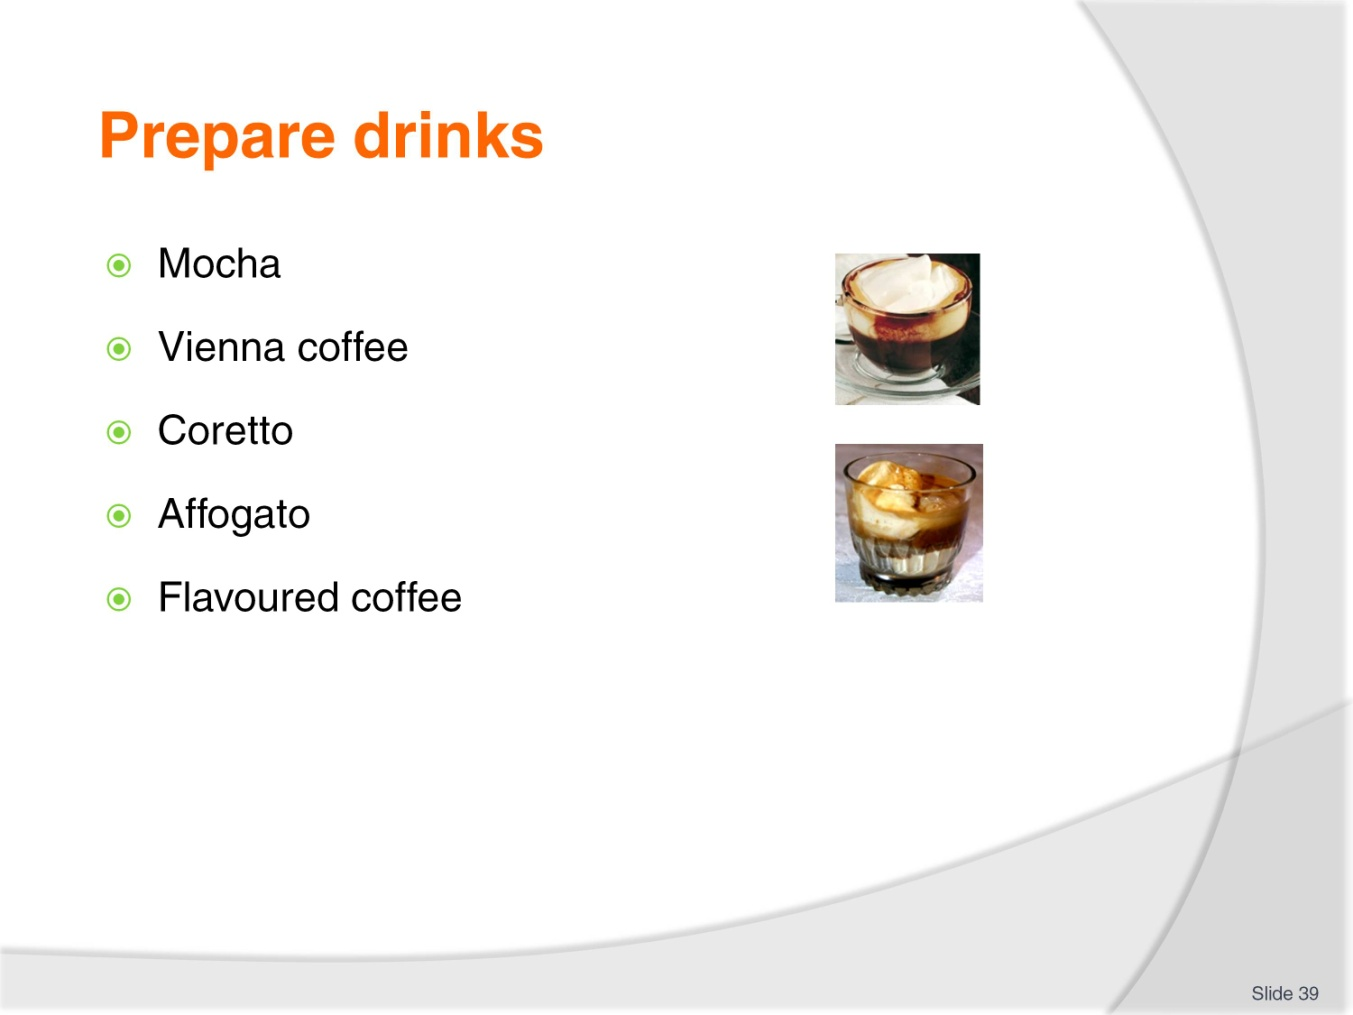 Prepare drinks
Mocha
Vienna coffee
Coretto
Affogato
Flavoured coffee
Slide 39